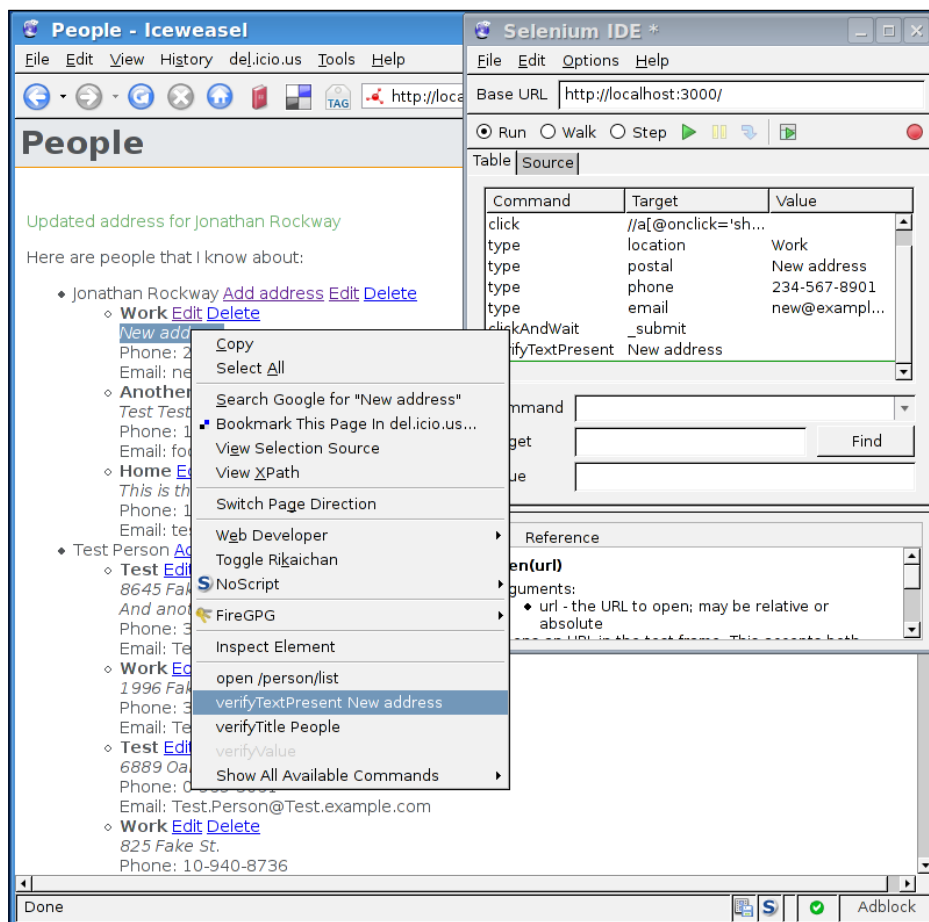 People - Iceweasel
File Edit View History del.icio.us Tools Help
TAG http://loca
People
Updated address for Jonathan Rockway
Here are people that I know about:
Jonathan Rockway Add address Edit Delete
Work Edit Delete
New add
Phone: 2
Email: ne
Another
Test Test
Phone: 1
Email: foo
Home Ed
This is th
Phone: 1
Email: tes
Test Person Ad
Test Edit
8645 Fak
And anot
Phone: 3
Email: Te
Work Ed
1996 Fak
Phone: 3
Email: Te
Test Edit
6889 Oa
Email: Test.Person@Test.example.com
Work Edit Delete
825 Fake St.
Phone: 10-940-8736
Done
Adblock
Copy
Select All
Search Google for "New address"
Bookmark This Page In del.icio.us...
View Selection Source
View XPath
Switch Page Direction
Web Developer
Toggle Rikaichan
NoScript
FireGPG
Inspect Element
open /person/list
verifyTextPresent New address
verifyTitle People
verifyValue
Show All Available Commands
Selenium IDE *
File Edit Options Help
Base URL http://localhost:3000/
Run Walk Step
Table Source
Command Target Value
click //a[@onclick='sh...
type location Work
type postal New address
type phone 234-567-8901
type email new@exampl...
clickAndWait _submit
rifyTextPresent New address
mmand
get Find
ue
Reference
en(url)
guments:
url - the URL to open; may be relative or
absolute